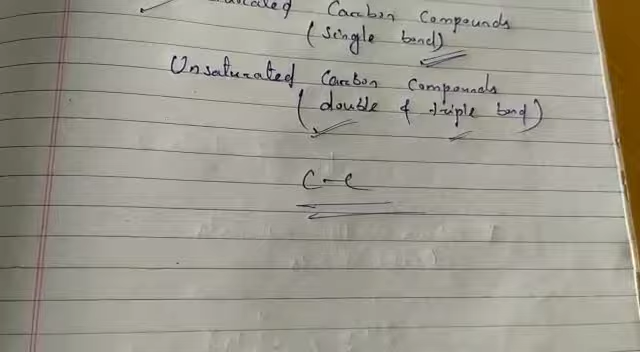 Carbon Compounds
(single bond)
Unsaturated Carbon Compounds
(double & triple bond)
C-C